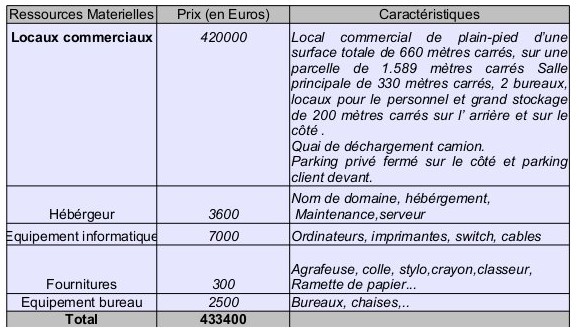 Ressources Materielles Prix (en Euros) Caractéristiques
Locaux commerciaux 420000 Local commercial de plain-pied d'une
surface totale de 660 mètres carrés, sur une
parcelle de 1.589 mètres carrés Salle
principale de 330 mètres carrés, 2 bureaux,
locaux pour le personnel et grand stockage
de 200 mètres carrés sur l' arrière et sur le
côté .
Quai de déchargement camion.
Parking privé fermé sur le côté et parking
client devant.
Nom de domaine, hébérgement,
Hébérgeur 3600 Maintenance,serveur
Equipement informatique 7000 Ordinateurs, imprimantes, switch, cables
Agrafeuse, colle, stylo,crayon,classeur,
Fournitures 300 Ramette de papier...
Equipement bureau 2500 Bureaux, chaises,..
Total 433400